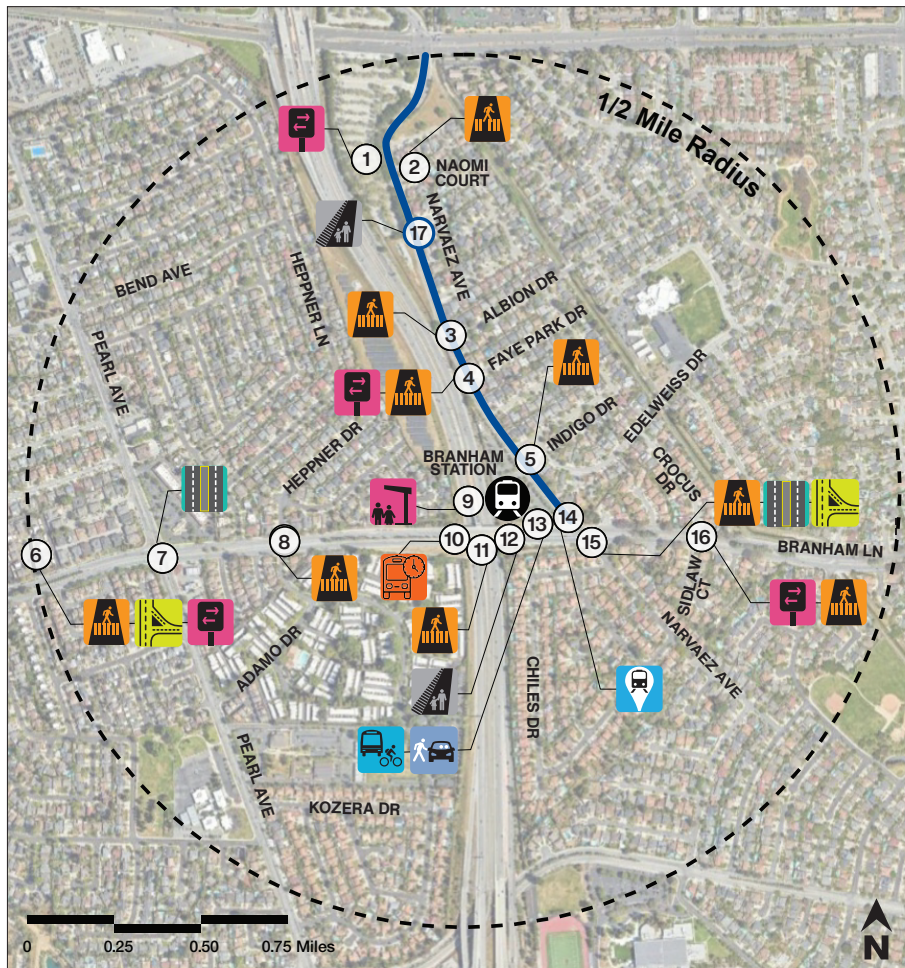 1/2 Mile Radius
1
2
NAOMI
COURT
17
NARVAEZ AVE
HEPPNER LN
BEND AVE
ALBION DR
3
FAYE PARK DR
PEARL AVE
4
EDELWEISS DR
INDIGO DR
HEPPNER DR
BRANHAM
STATION
5
CROCUS
DR
9
14
13
6
7
8
10
11
12
15
16
BRANHAM LN
SIDLAW
CT
NARVAEZ AVE
ADAMO DR
CHILES DR
PEARL AVE
KOZERA DR
0
0.25
0.50
0.75 Miles
N